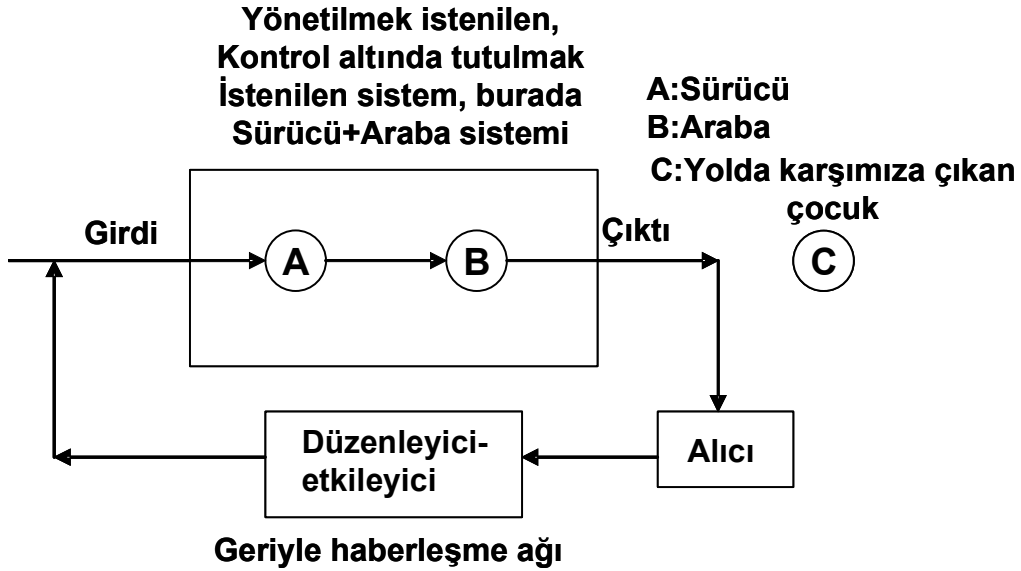 Yönetilmek istenilen,
Kontrol altında tutulmak
İstenilen sistem, burada
Sürücü+Araba sistemi
A:Sürücü
B:Araba
C:Yolda karşımıza çıkan
çocuk
Girdi
A
B
Çıktı
C
Düzenleyici-
etkileyici
Alıcı
Geriyle haberleşme ağı